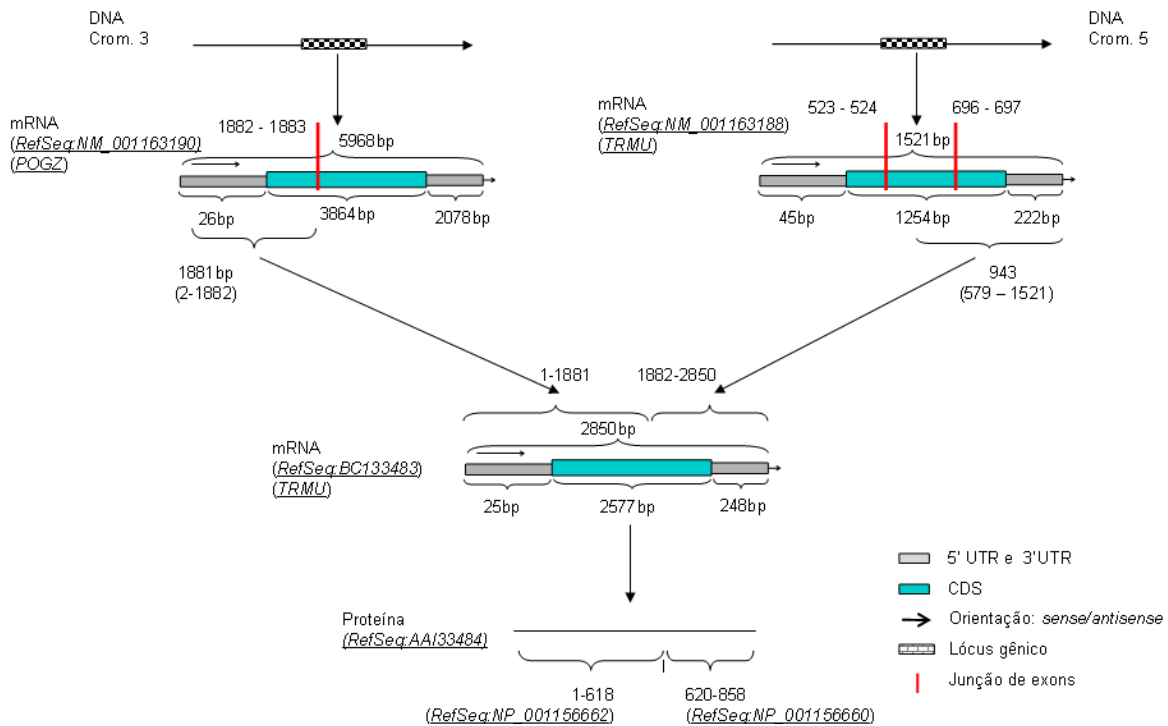 DNA
Crom. 3
DNA
Crom. 5
mRNA
(RefSeq:NM_001163190)
(POGZ)
1882 - 1883
5968bp
26bp
3864bp
2078bp
1881bp
(2-1882)
mRNA
(RefSeq:NM_001163188)
(TRMU)
523 - 524
696 - 697
1521bp
45bp
1254bp
222bp
943
(579 – 1521)
1-1881
1882-2850
2850bp
mRNA
(RefSeq:BC133483)
(TRMU)
25bp
2577bp
248bp
Proteína
(RefSeq:AAI33484)
1-618
(RefSeq:NP_001156662)
620-858
(RefSeq:NP_001156660)
5' UTR e 3'UTR
CDS
Orientação: sense/antisense
Lócus gênico
Junção de exons